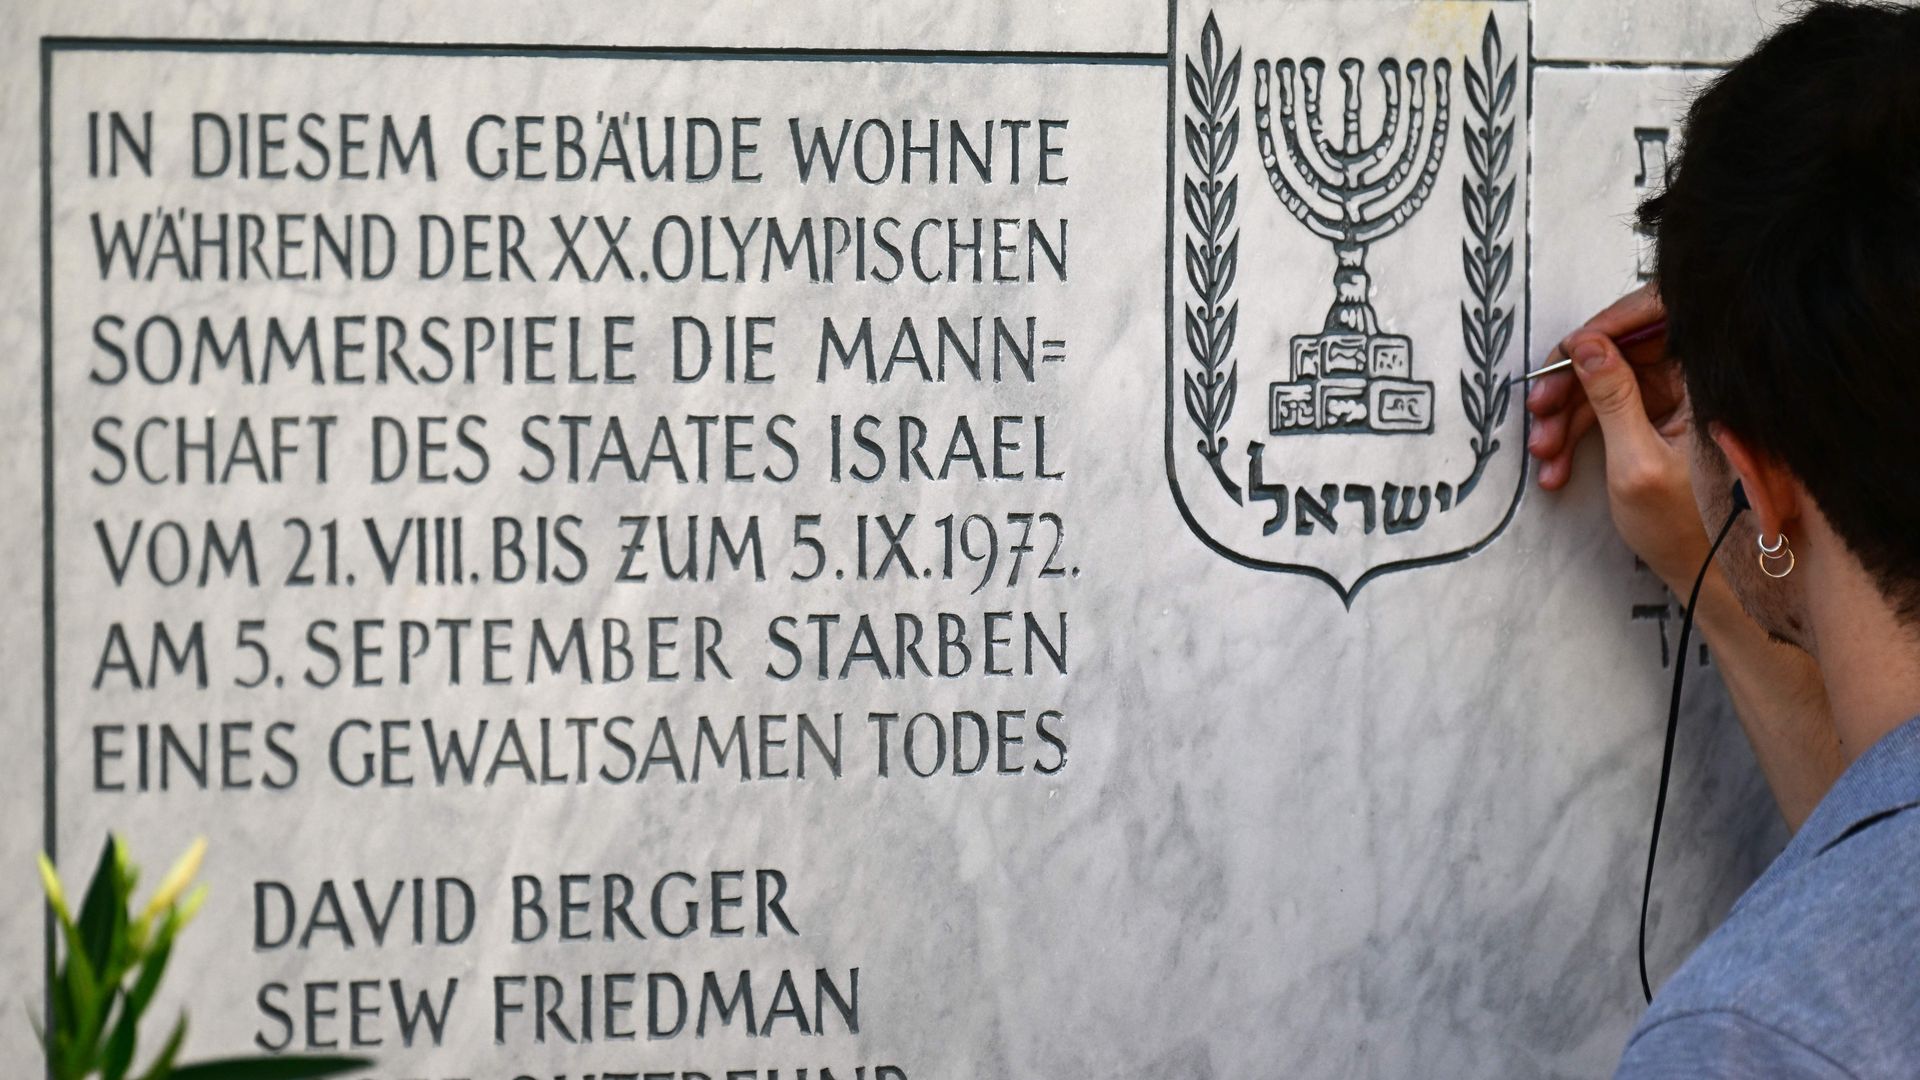 IN DIESEM GEBÄUDE WOHNTE
WÄHREND DER XX.OLYMPISCHEN
SOMMERSPIELE DIE MANN=
SCHAFT DES STAATES ISRAEL
VOM 21.VIII.BIS ZUM 5.IX.1972.
AM 5.SEPTEMBER STARBEN
EINES GEWALTSAMEN TODES
DAVID BERGER
SEEW FRIEDMAN
ישראל